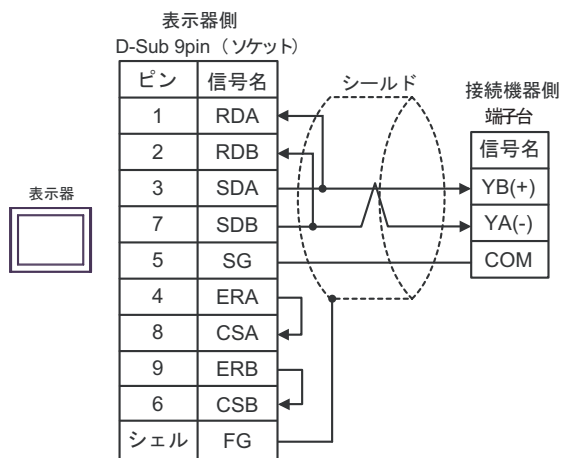 表示器側
D-Sub 9pin（ソケット）
ピン 信号名
1 RDA
2 RDB
3 SDA
7 SDB
5 SG
4 ERA
8 CSA
9 ERB
6 CSB
シェル FG
シールド
接続機器側
端子台
信号名
YB(+)
YA(-)
COM
表示器